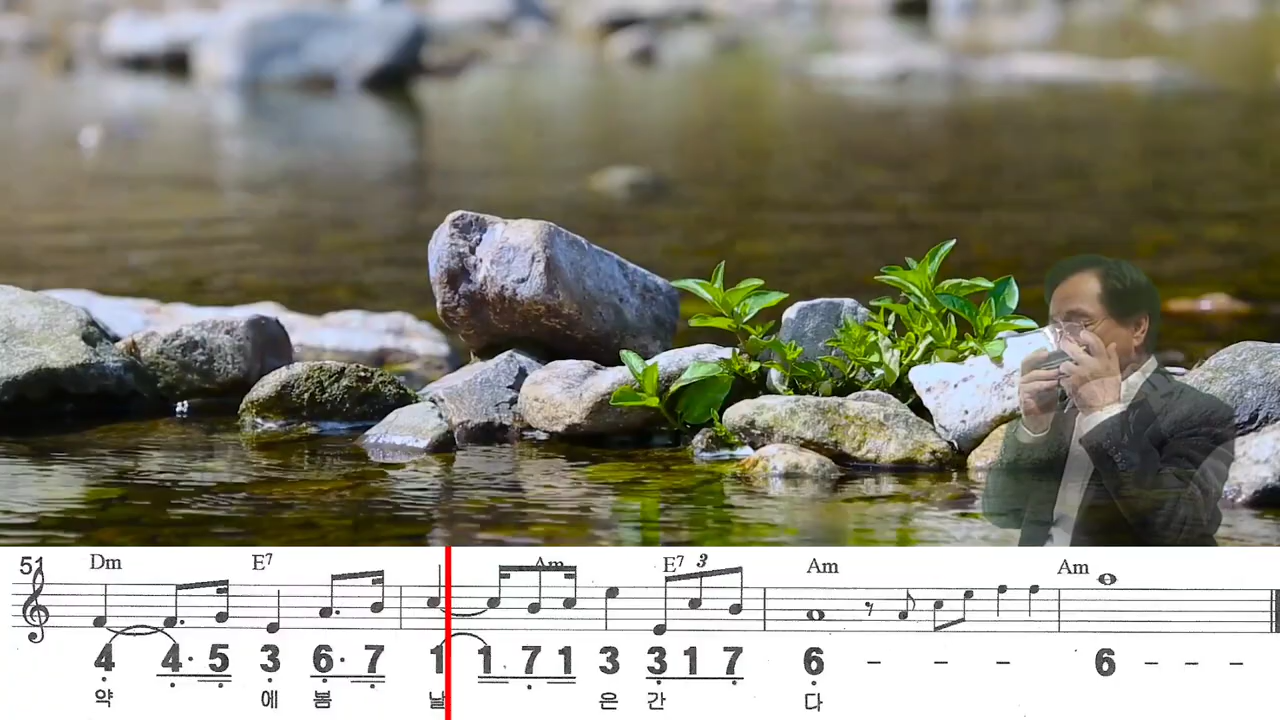 51 Dm E7 Am E7 3 Am Am
4 4· 5 3 6· 7 1 1 7 1 3 3 1 7 6 – – – 6 – – –
약 에 봄 날 은 간 다